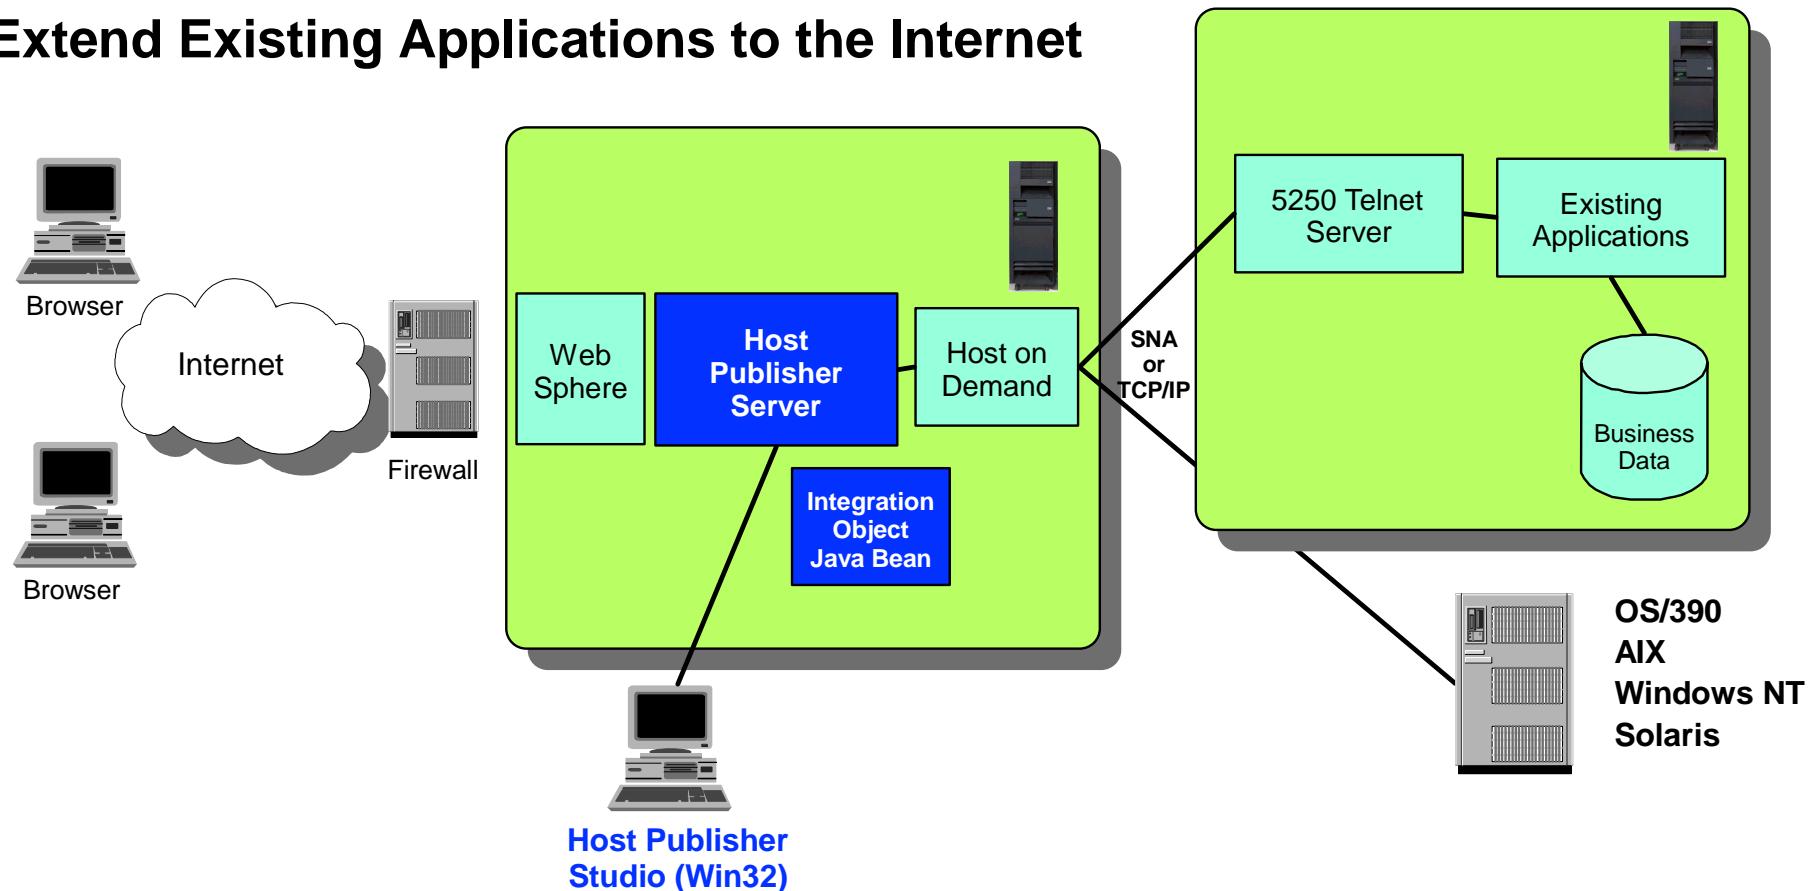 Extend Existing Applications to the Internet
Browser
Internet
Browser
Firewall
Web
Sphere
Host
Publisher
Server
Host on
Demand
Integration
Object
Java Bean
Host Publisher
Studio (Win32)
SNA
or
TCP/IP
5250 Telnet
Server
Existing
Applications
Business
Data
OS/390
AIX
Windows NT
Solaris